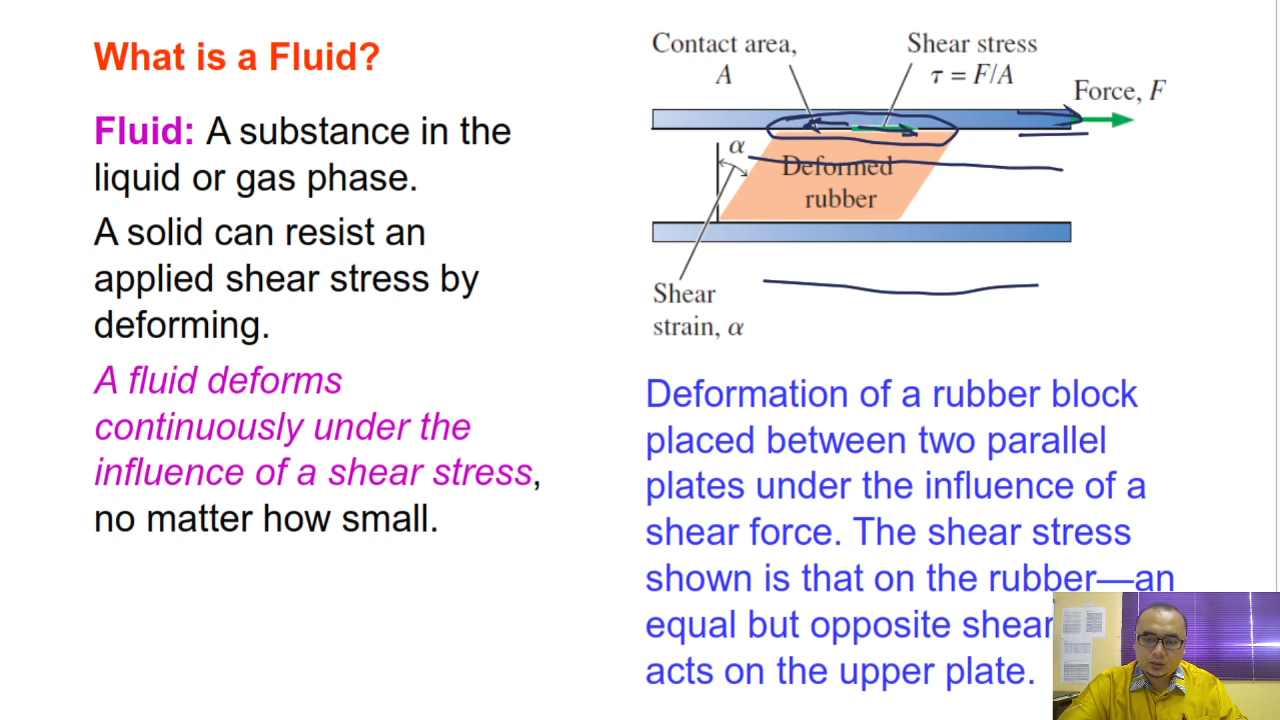 What is a Fluid?
Fluid: A substance in the
liquid or gas phase.
A solid can resist an
applied shear stress by
deforming.
A fluid deforms
continuously under the
influence of a shear stress,
no matter how small.
Contact area,
A
Shear stress
τ = F/A
Force, F
α
Deformed
rubber
Shear
strain, α
Deformation of a rubber block
placed between two parallel
plates under the influence of a
shear force. The shear stress
shown is that on the rubber—an
equal but opposite shear
acts on the upper plate.